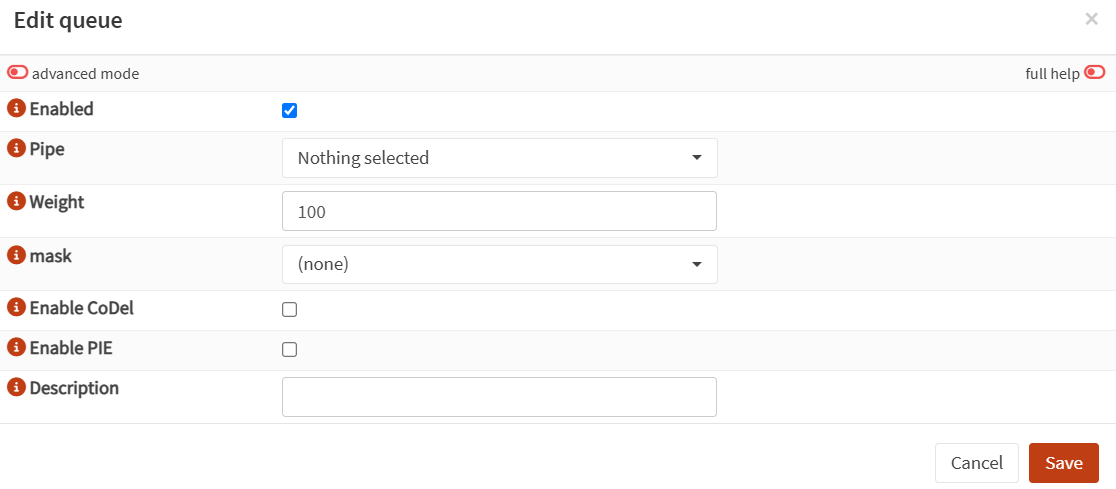 Edit queue ×
advanced mode full help
Enabled
Pipe Nothing selected
Weight 100
mask (none)
Enable CoDel
Enable PIE
Description
Cancel Save